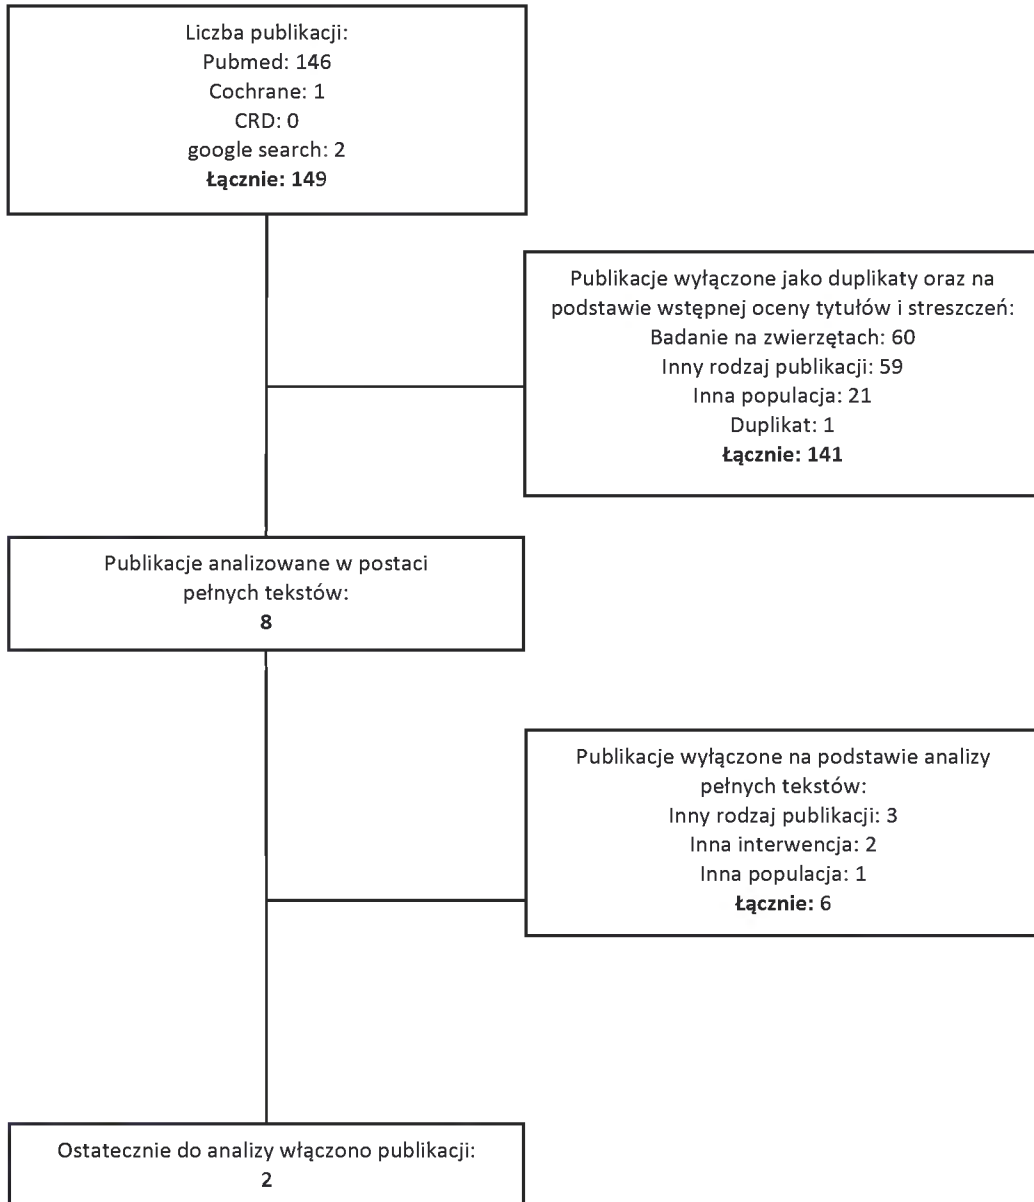 Liczba publikacji:
Pubmed: 146
Cochrane: 1
CRD: 0
google search: 2
Łącznie: 149
Publikacje wyłączone jako duplikaty oraz na
podstawie wstępnej oceny tytułów i streszczeń:
Badanie na zwierzętach: 60
Inny rodzaj publikacji: 59
Inna populacja: 21
Duplikat: 1
Łącznie: 141
Publikacje analizowane w postaci
pełnych tekstów:
8
Publikacje wyłączone na podstawie analizy
pełnych tekstów:
Inny rodzaj publikacji: 3
Inna interwencja: 2
Inna populacja: 1
Łącznie: 6
Ostatecznie do analizy włączono publikacji:
2